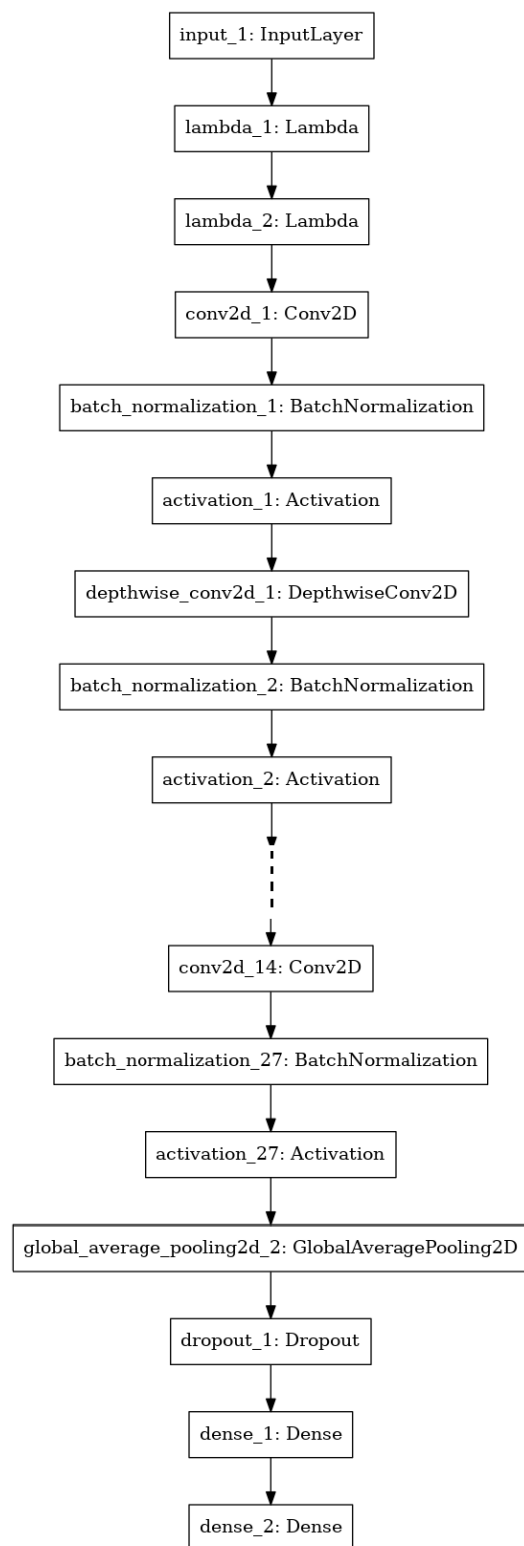 input_1: InputLayer
lambda_1: Lambda
lambda_2: Lambda
conv2d_1: Conv2D
batch_normalization_1: BatchNormalization
activation_1: Activation
depthwise_conv2d_1: DepthwiseConv2D
batch_normalization_2: BatchNormalization
activation_2: Activation
conv2d_14: Conv2D
batch_normalization_27: BatchNormalization
activation_27: Activation
global_average_pooling2d_2: GlobalAveragePooling2D
dropout_1: Dropout
dense_1: Dense
dense_2: Dense